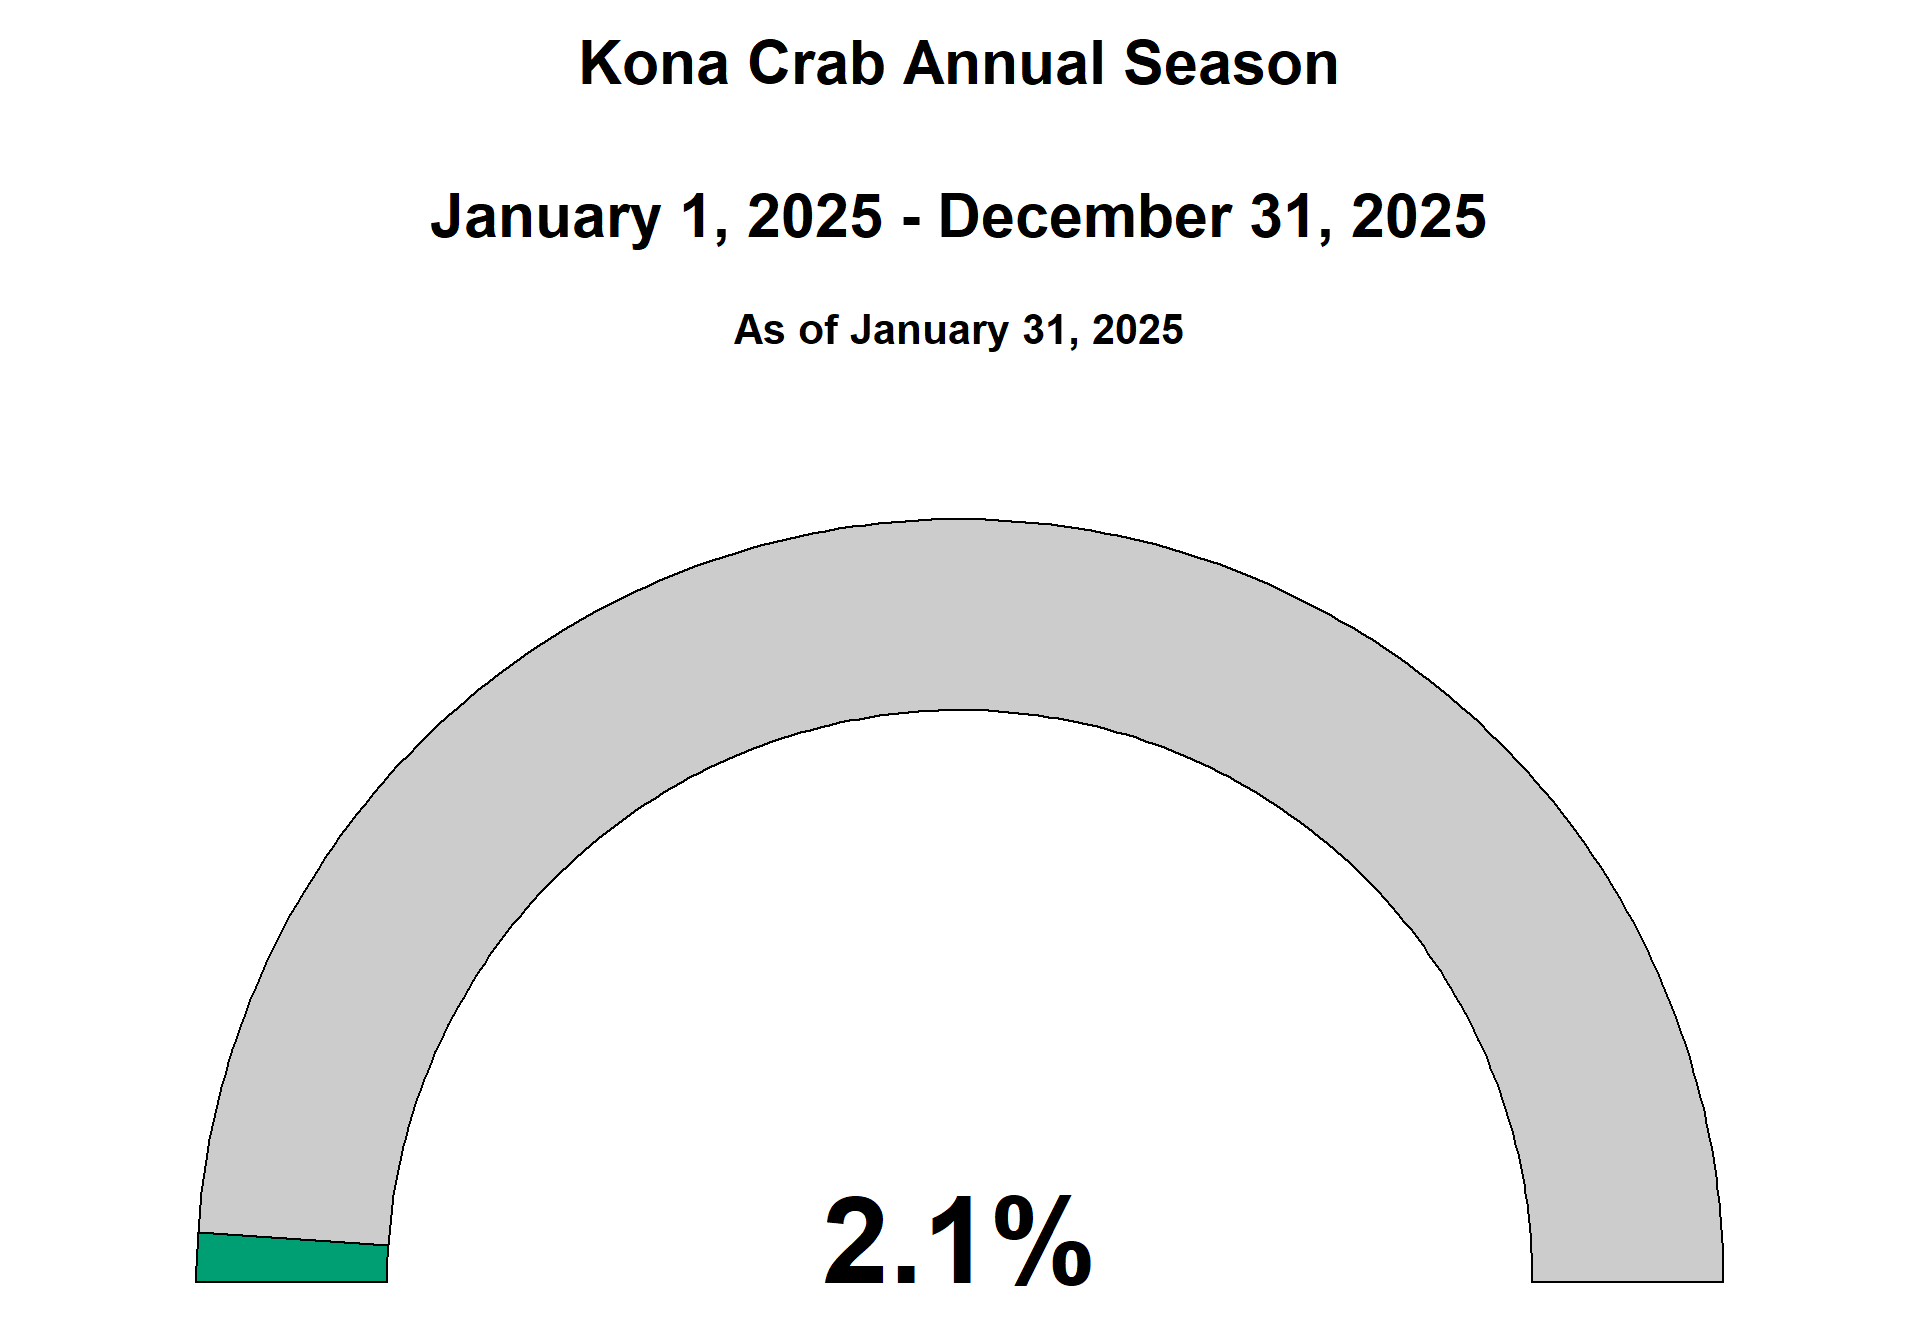 Kona Crab Annual Season
January 1, 2025 - December 31, 2025
As of January 31, 2025
2.1%